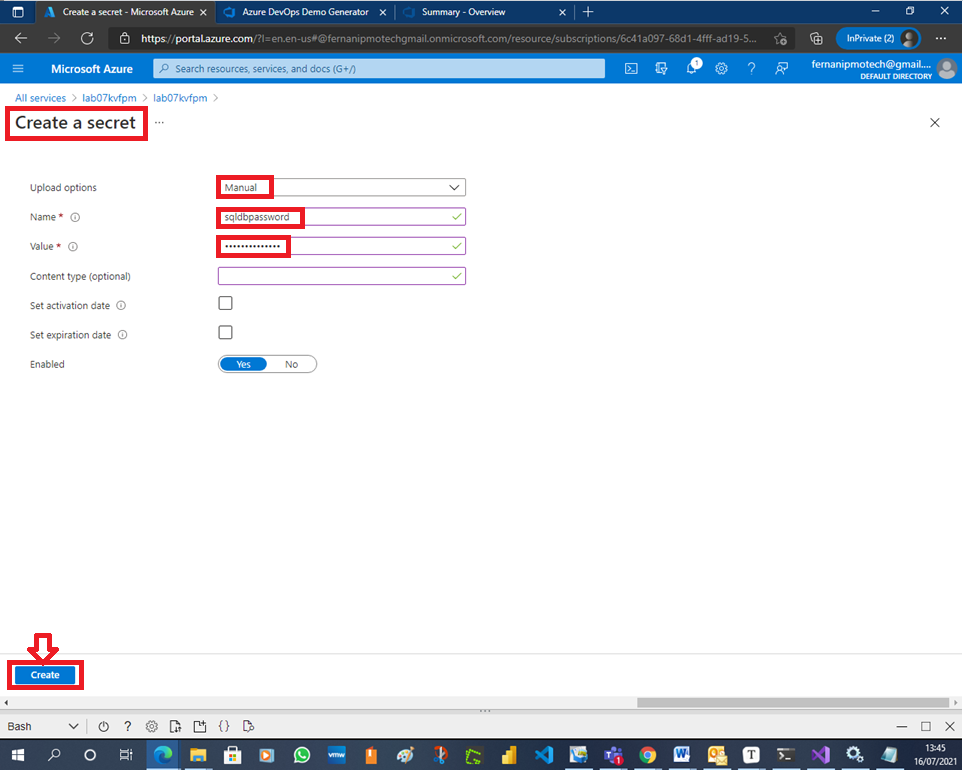 Create a secret - Microsoft Azure
Azure DevOps Demo Generator
Summary - Overview
https://portal.azure.com/?l=en.en-us#@fernanipmotechgmail.onmicrosoft.com/resource/subscriptions/6c41a097-68d1-4fff-ad19-5...
InPrivate (2)
Microsoft Azure
Search resources, services, and docs (G+/)
1
fernanipmotech@gmail....
DEFAULT DIRECTORY
All services > lab07kvfpm > lab07kvfpm >
Create a secret ...
Upload options
Manual
Name *
sqldbpassword
Value *
••••••••••••••
Content type (optional)
Set activation date
Set expiration date
Enabled
Yes No
Create
Bash
vmw
1
T
13:45
16/07/2021